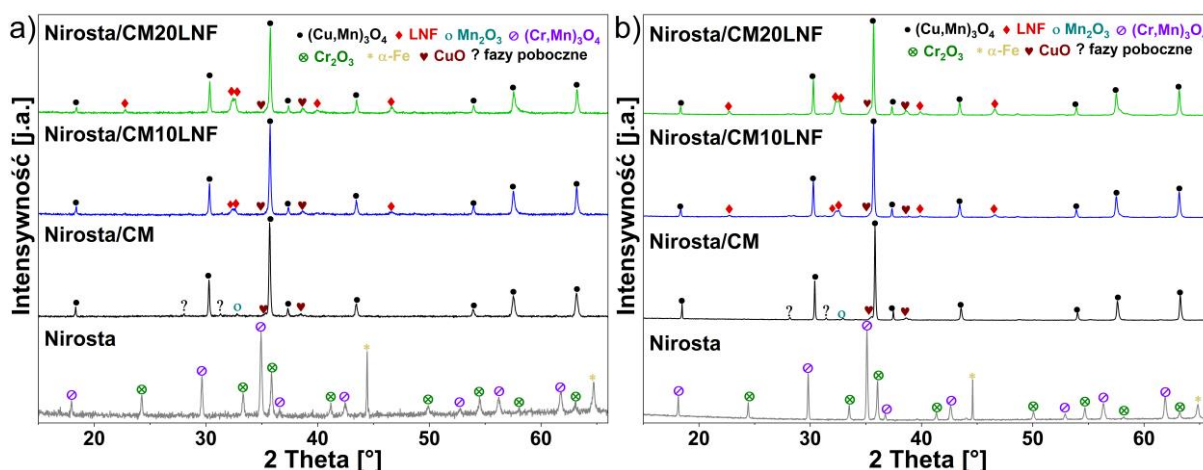 a)
Nirosta/CM20LNF
● (Cu,Mn)₃O₄ ♦ LNF o Mn₂O₃ ⊘ (Cr,Mn)₃O₄
⊗ Cr₂O₃ * α-Fe ♥ CuO ? fazy poboczne
Nirosta/CM10LNF
Nirosta/CM
? ? o
Nirosta
Intensywność [j.a.]
20 30 40 50 60
2 Theta [°]
b)
Nirosta/CM20LNF
● (Cu,Mn)₃O₄ ♦ LNF o Mn₂O₃ ⊘ (Cr,Mn)₃O₄
⊗ Cr₂O₃ * α-Fe ♥ CuO ? fazy poboczne
Nirosta/CM10LNF
Nirosta/CM
? ? o
Nirosta
Intensywność [j.a.]
20 30 40 50 60
2 Theta [°]